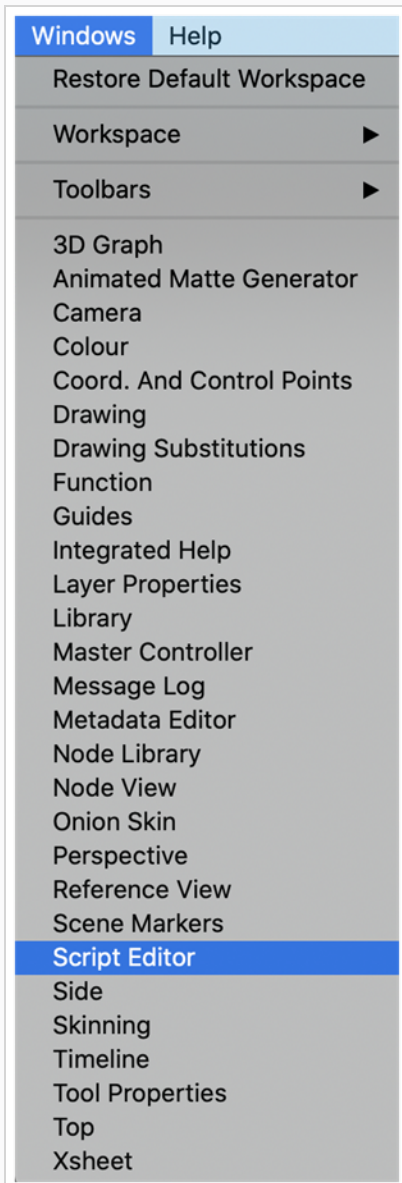 Windows Help
Restore Default Workspace
Workspace
Toolbars
3D Graph
Animated Matte Generator
Camera
Colour
Coord. And Control Points
Drawing
Drawing Substitutions
Function
Guides
Integrated Help
Layer Properties
Library
Master Controller
Message Log
Metadata Editor
Node Library
Node View
Onion Skin
Perspective
Reference View
Scene Markers
Script Editor
Side
Skinning
Timeline
Tool Properties
Top
Xsheet